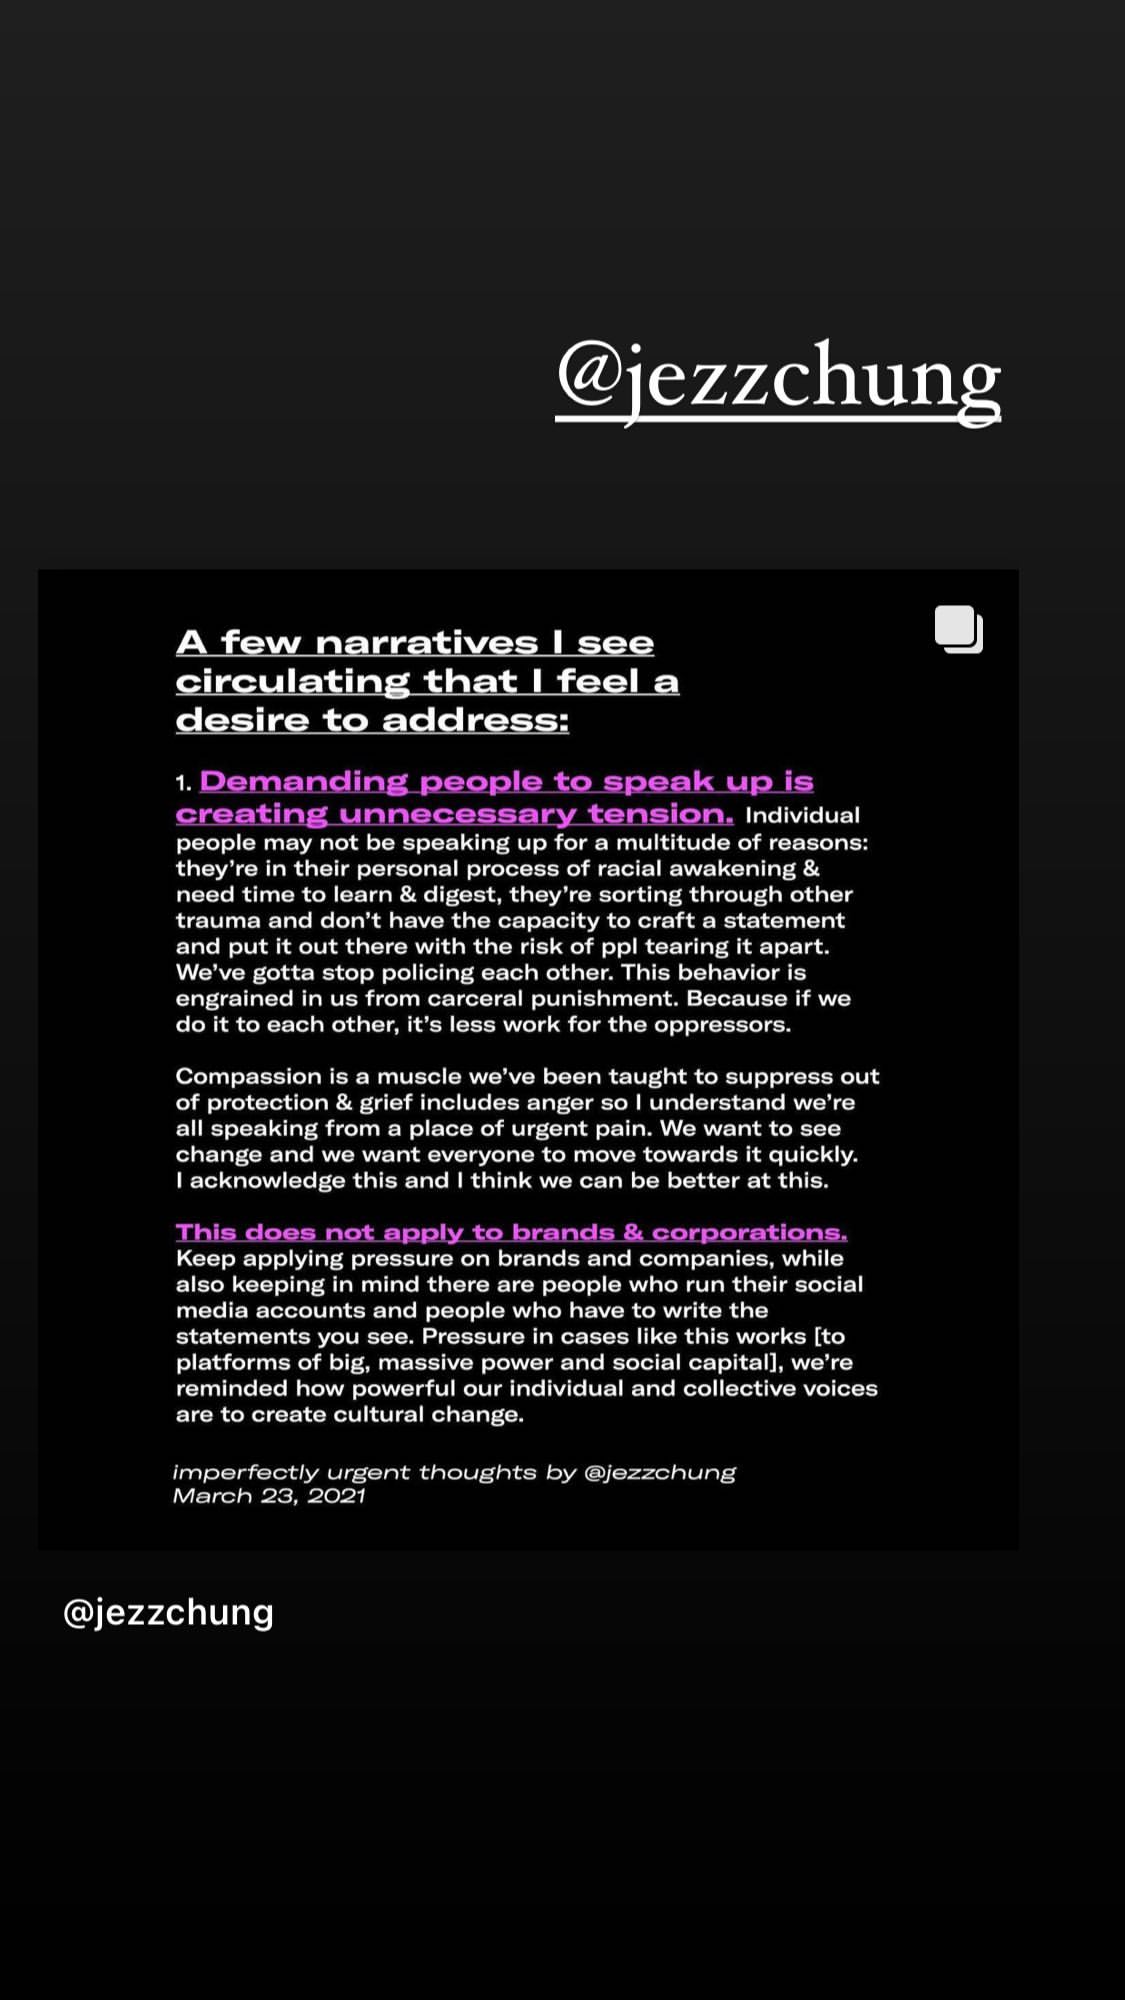 @jezzchung
A few narratives I see
circulating that I feel a
desire to address:
1. Demanding people to speak up is
creating unnecessary tension. Individual
people may not be speaking up for a multitude of reasons:
they're in their personal process of racial awakening &
need time to learn & digest, they're sorting through other
trauma and don't have the capacity to craft a statement
and put it out there with the risk of ppl tearing it apart.
We've gotta stop policing each other. This behavior is
engrained in us from carceral punishment. Because if we
do it to each other, it's less work for the oppressors.
Compassion is a muscle we've been taught to suppress out
of protection & grief includes anger so I understand we're
all speaking from a place of urgent pain. We want to see
change and we want everyone to move towards it quickly.
I acknowledge this and I think we can be better at this.
This does not apply to brands & corporations.
Keep applying pressure on brands and companies, while
also keeping in mind there are people who run their social
media accounts and people who have to write the
statements you see. Pressure in cases like this works [to
platforms of big, massive power and social capital], we're
reminded how powerful our individual and collective voices
are to create cultural change.
imperfectly urgent thoughts by @jezzchung
March 23, 2021
@jezzchung